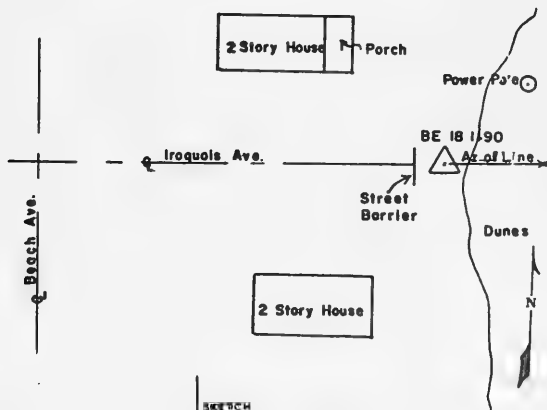 2 Story House
Porch
Power Pole
BE 18 1890
℄ Iroquois Ave.
Az. of Line
Street
Barrier
Beach Ave.
℄
Dunes
2 Story House
N
SKETCH